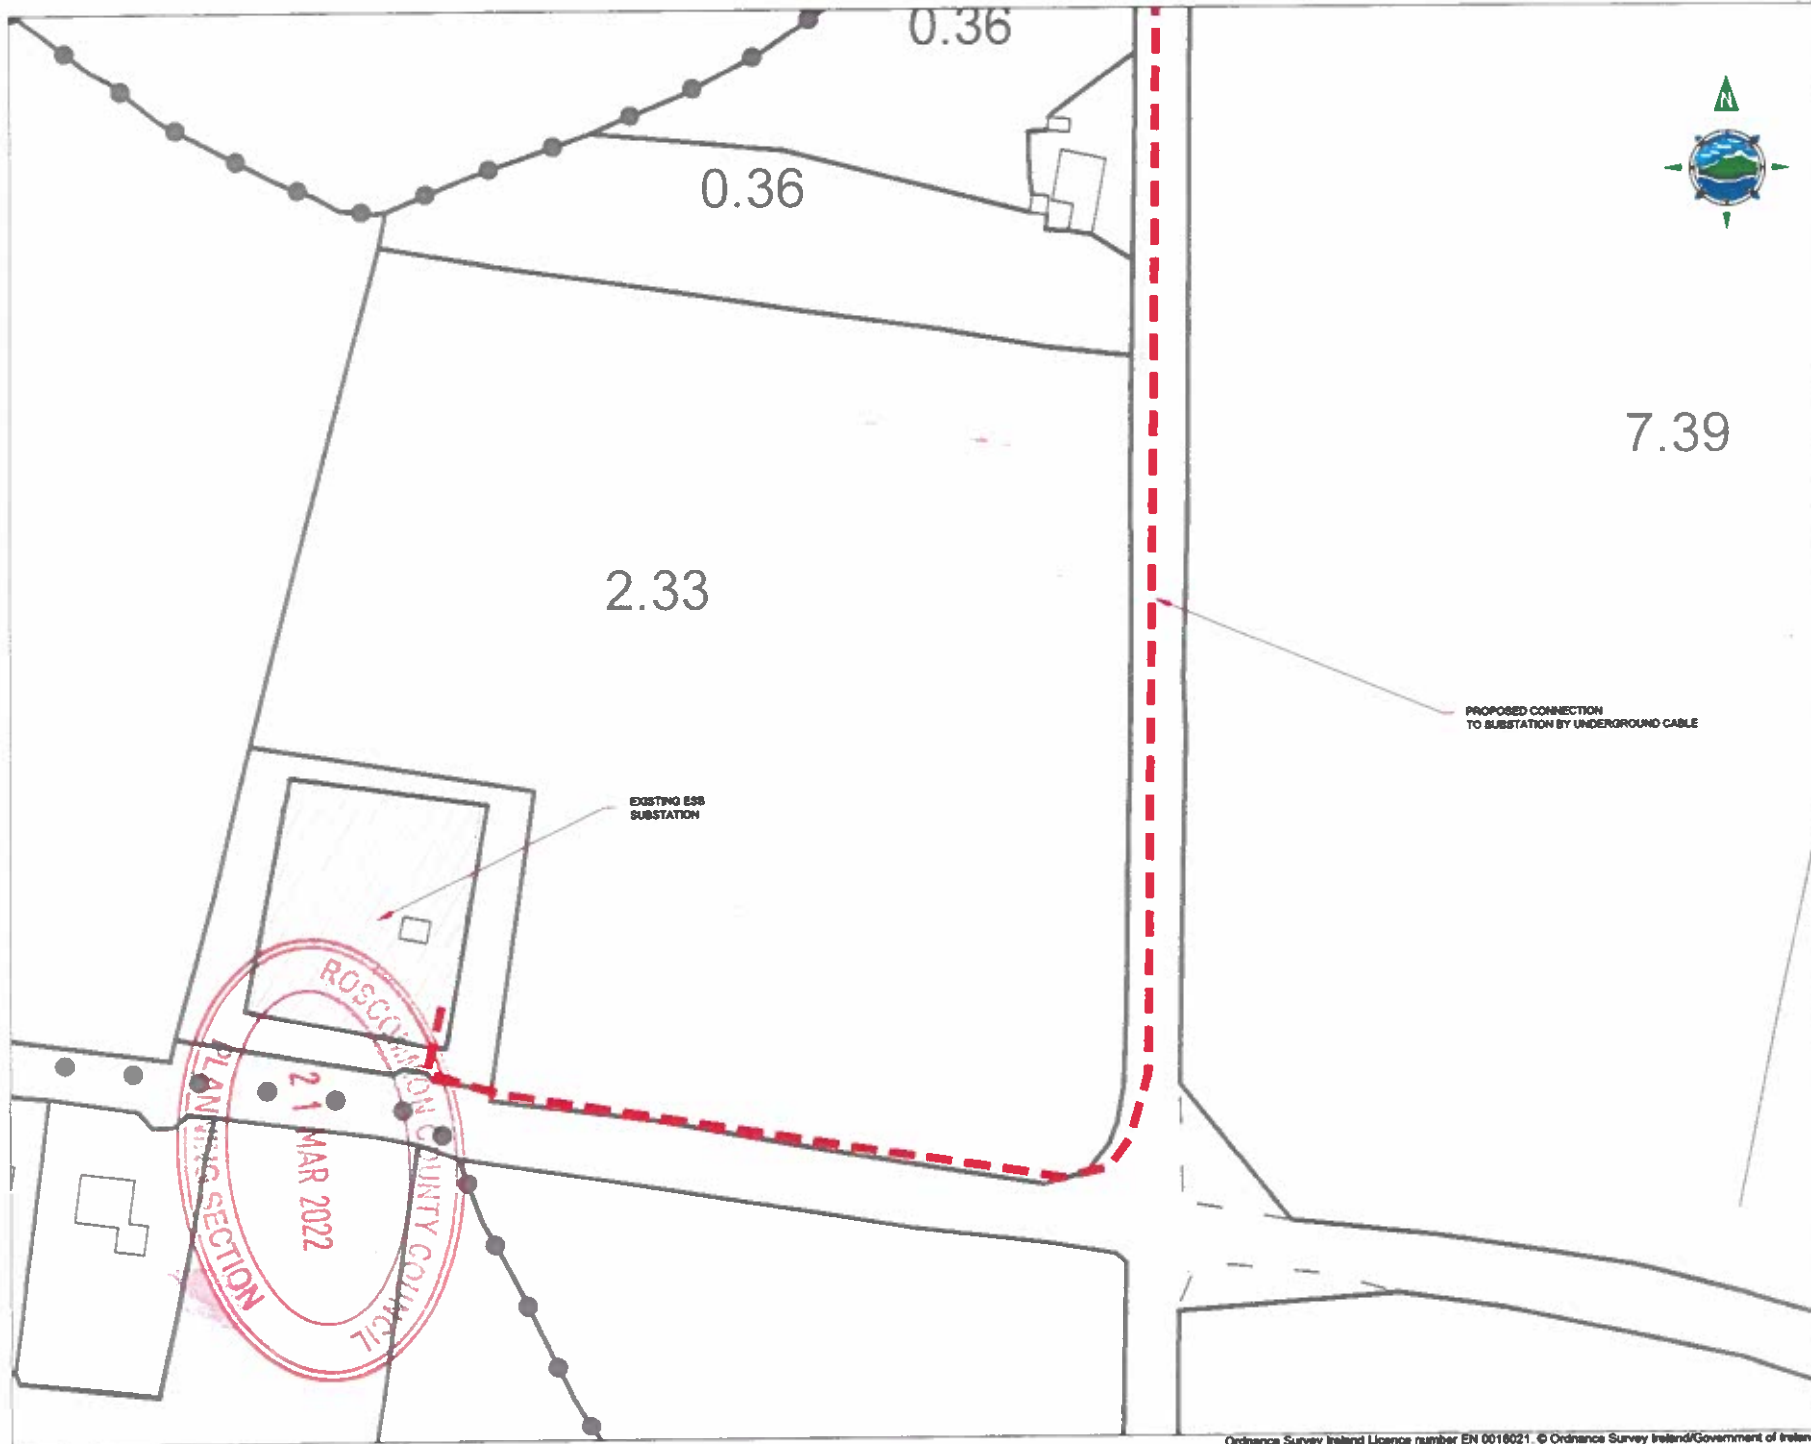 0.36
N
0.36
7.39
2.33
PROPOSED CONNECTION
TO SUBSTATION BY UNDERGROUND CABLE
EXISTING ESB
SUBSTATION
ROSCOMMON COUNTY COUNCIL
21 MAR 2022
PLANNING SECTION
Ordnance Survey Ireland Licence number EN 0016021. © Ordnance Survey Ireland/Government of Ireland